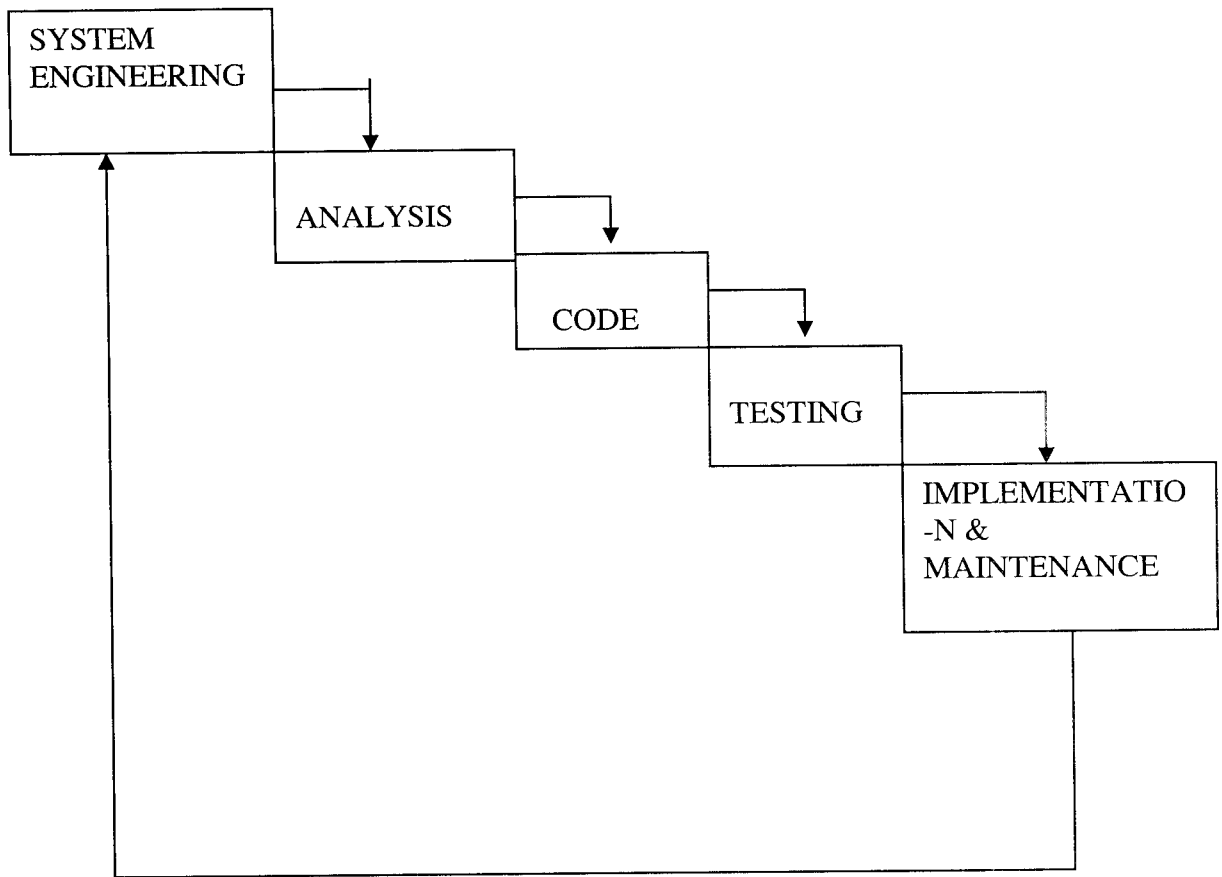 SYSTEM
ENGINEERING
ANALYSIS
CODE
TESTING
IMPLEMENTATIO
-N &
MAINTENANCE